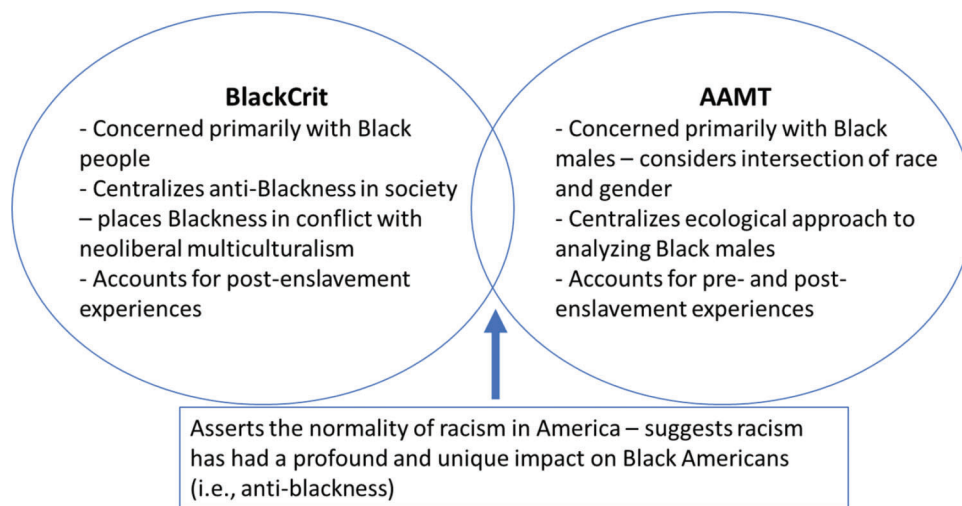 BlackCrit
- Concerned primarily with Black
people
- Centralizes anti-Blackness in society
– places Blackness in conflict with
neoliberal multiculturalism
- Accounts for post-enslavement
experiences
AAMT
- Concerned primarily with Black
males – considers intersection of race
and gender
- Centralizes ecological approach to
analyzing Black males
- Accounts for pre- and post-
enslavement experiences
Asserts the normality of racism in America – suggests racism
has had a profound and unique impact on Black Americans
(i.e., anti-blackness)